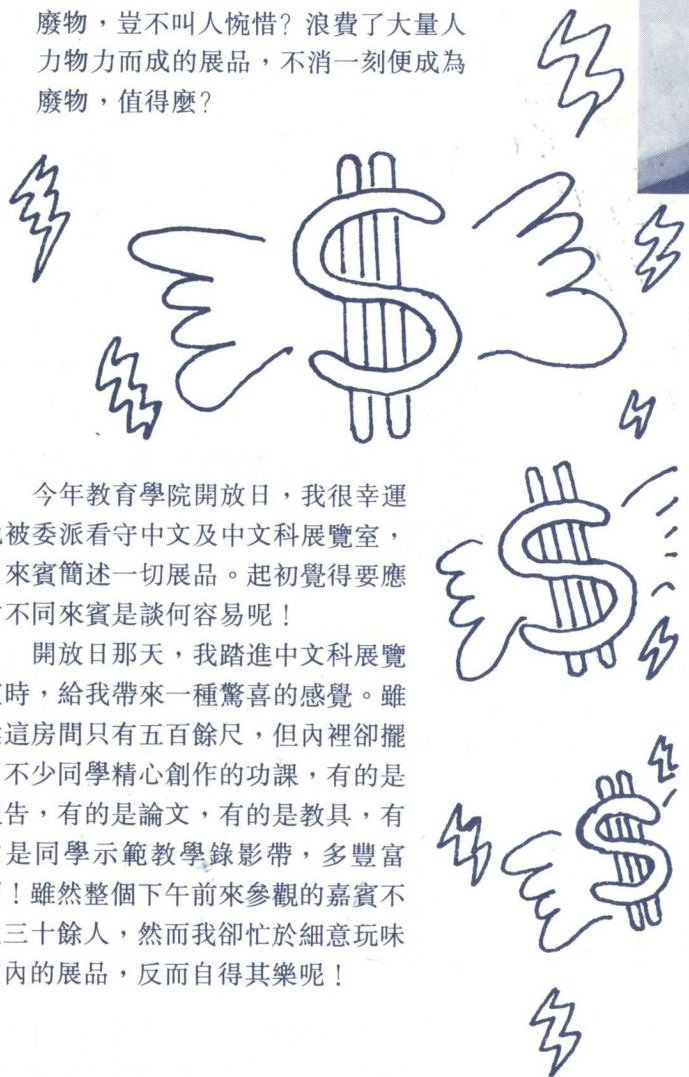 廢物，豈不叫人惋惜？浪費了大量人
力物力而成的展品，不消一刻便成為
廢物，值得麼？
今年教育學院開放日，我很幸運
被委派看守中文及中文科展覽室，
來賓簡述一切展品。起初覺得要應
不同來賓是談何容易呢！
開放日那天，我踏進中文科展覽
時，給我帶來一種驚喜的感覺。雖
這房間只有五百餘尺，但內裡卻擺
不少同學精心創作的功課，有的是
告，有的是論文，有的是教具，有
是同學示範教學錄影帶，多豐富
！雖然整個下午前來參觀的嘉賓不
三十餘人，然而我卻忙於細意玩味
內的展品，反而自得其樂呢！